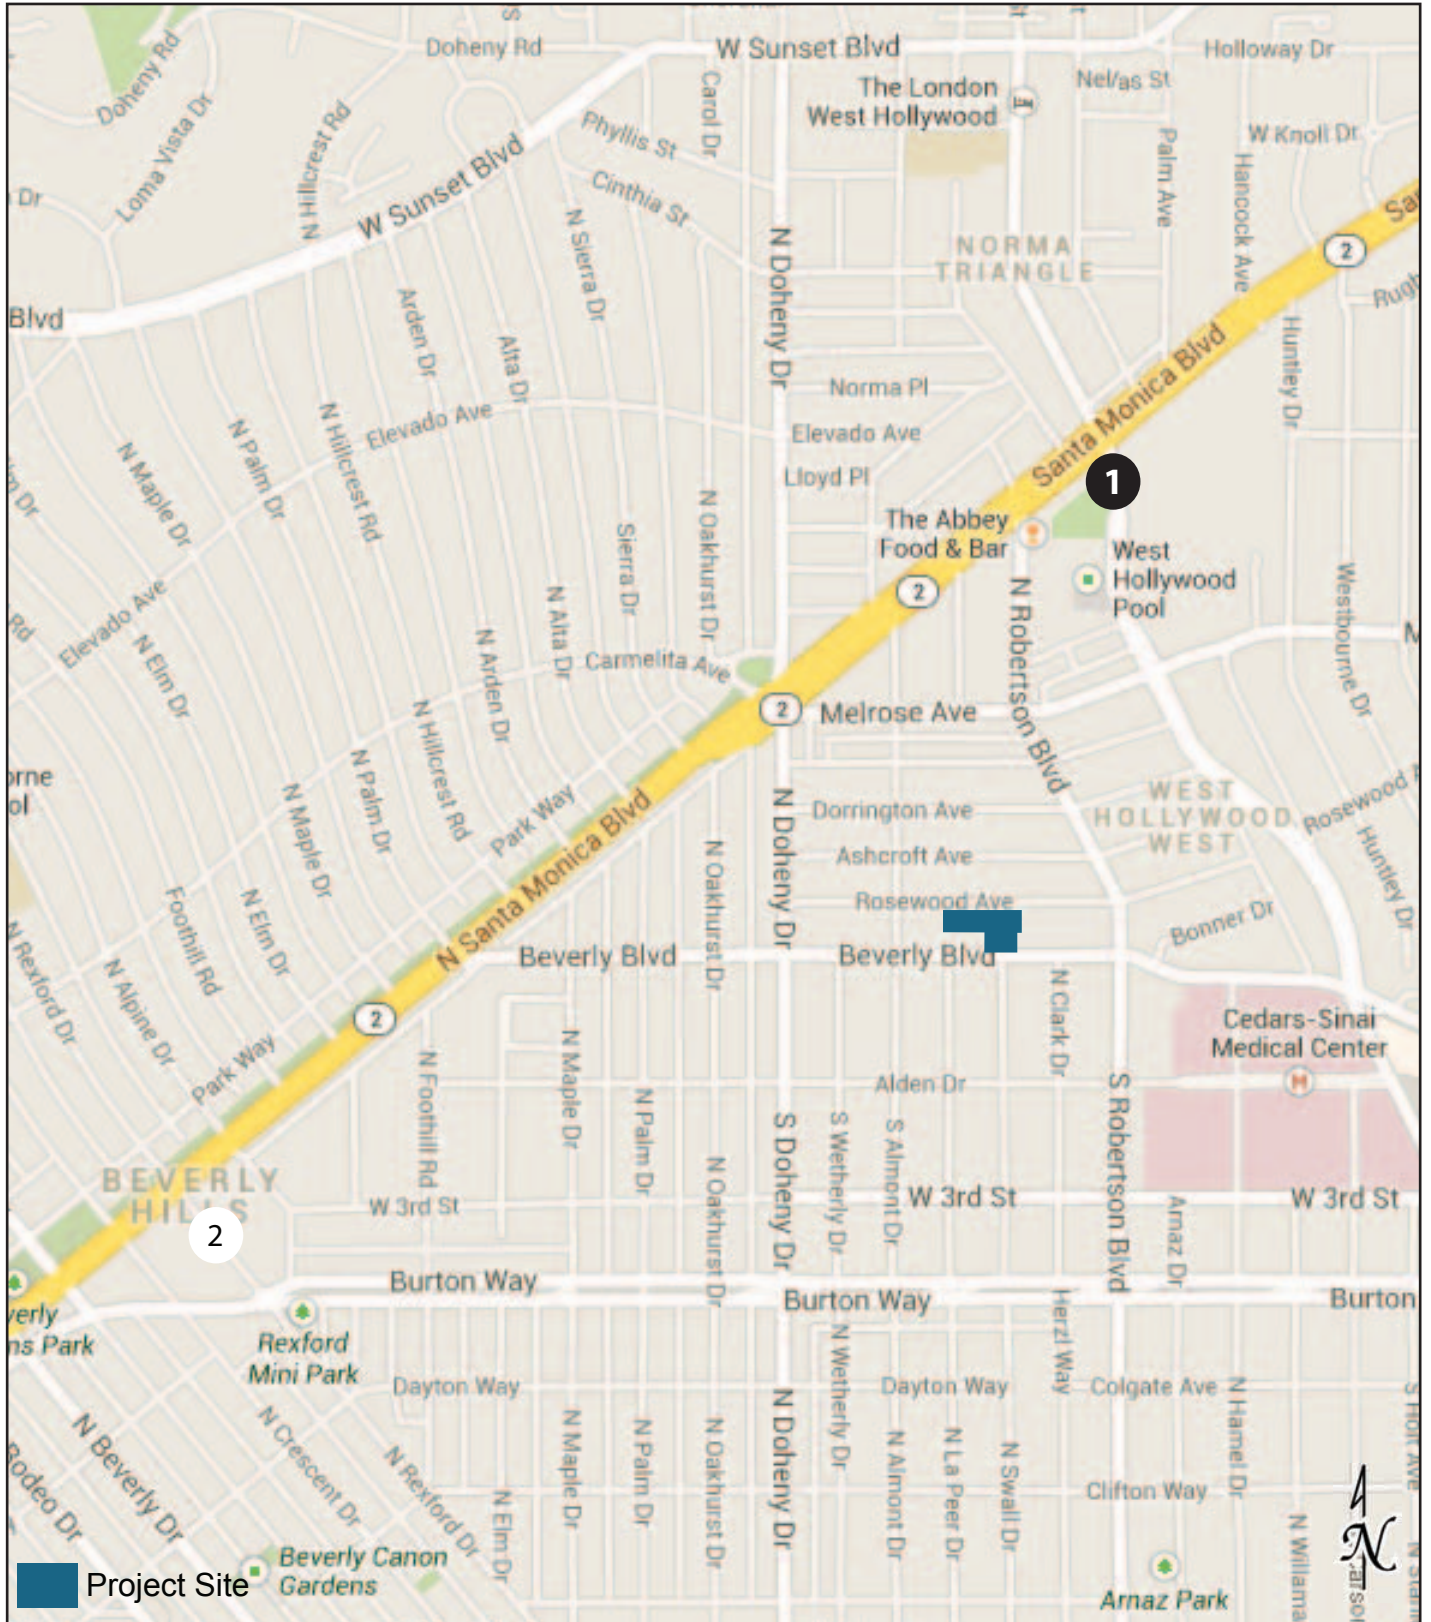 Doheny Rd
W Sunset Blvd
Holloway Dr
Doheny Rd
Loma Vista Dr
N Hillcrest Rd
Carol Dr
The London
West Hollywood
Nel/as St
Phyllis St
W Knoll Dr
Palm Ave
Hancock Ave
W Sunset Blvd
Cinthia St
Dr
N Sierra Dr
N Doheny Dr
NORMA
TRIANGLE
2
Blvd
Arden Dr
Alta Dr
Huntley Dr
Santa Monica Blvd
Norma Pl
Elevado Ave
Elevado Ave
Lloyd Pl
1
N Maple Dr
N Palm Dr
N Hillcrest Rd
N Oakhurst Dr
Sierra Dr
The Abbey
Food & Bar
West
Hollywood
Pool
2
Westbourne Dr
N Robertson Blvd
Elevado Ave
N Elm Dr
Rd
N Alta Dr
N Arden Dr
Carmelita Ave
2
Melrose Ave
N Hillcrest Rd
N Palm Dr
N Maple Dr
Park Way
N Santa Monica Blvd
N Doheny Dr
Dorrington Ave
Ashcroft Ave
Rosewood Ave
WEST
HOLLYWOOD
WEST
Rosewood
Huntley Dr
Bonner Dr
N Oakhurst Dr
Foothill Rd
N Elm Dr
N Rexford Dr
N Alpine Dr
Beverly Blvd
Beverly Blvd
2
Park Way
N Clark Dr
Cedars-Sinai
Medical Center
H
N Foothill Rd
N Maple Dr
N Palm Dr
Alden Dr
S Robertson Blvd
S Doheny Dr
S Wetherly Dr
S Almont Dr
N Oakhurst Dr
BEVERLY
HILLS
2
W 3rd St
W 3rd St
W 3rd St
Arnaz Dr
Burton Way
Burton Way
Burton
Rexford
Mini Park
ns Park
Herzl Way
N Wetherly Dr
Dayton Way
Dayton Way
Colgate Ave
N Hamel Dr
S Holt Ave
N Beverly Dr
Rodeo Dr
N Crescent Dr
N Rexford Dr
N Elm Dr
N Maple Dr
N Palm Dr
N Oakhurst Dr
N Doheny Dr
N Almont Dr
N La Peer Dr
N Swall Dr
Clifton Way
N Willama
N
Beverly Canon
Gardens
Arnaz Park
Project Site